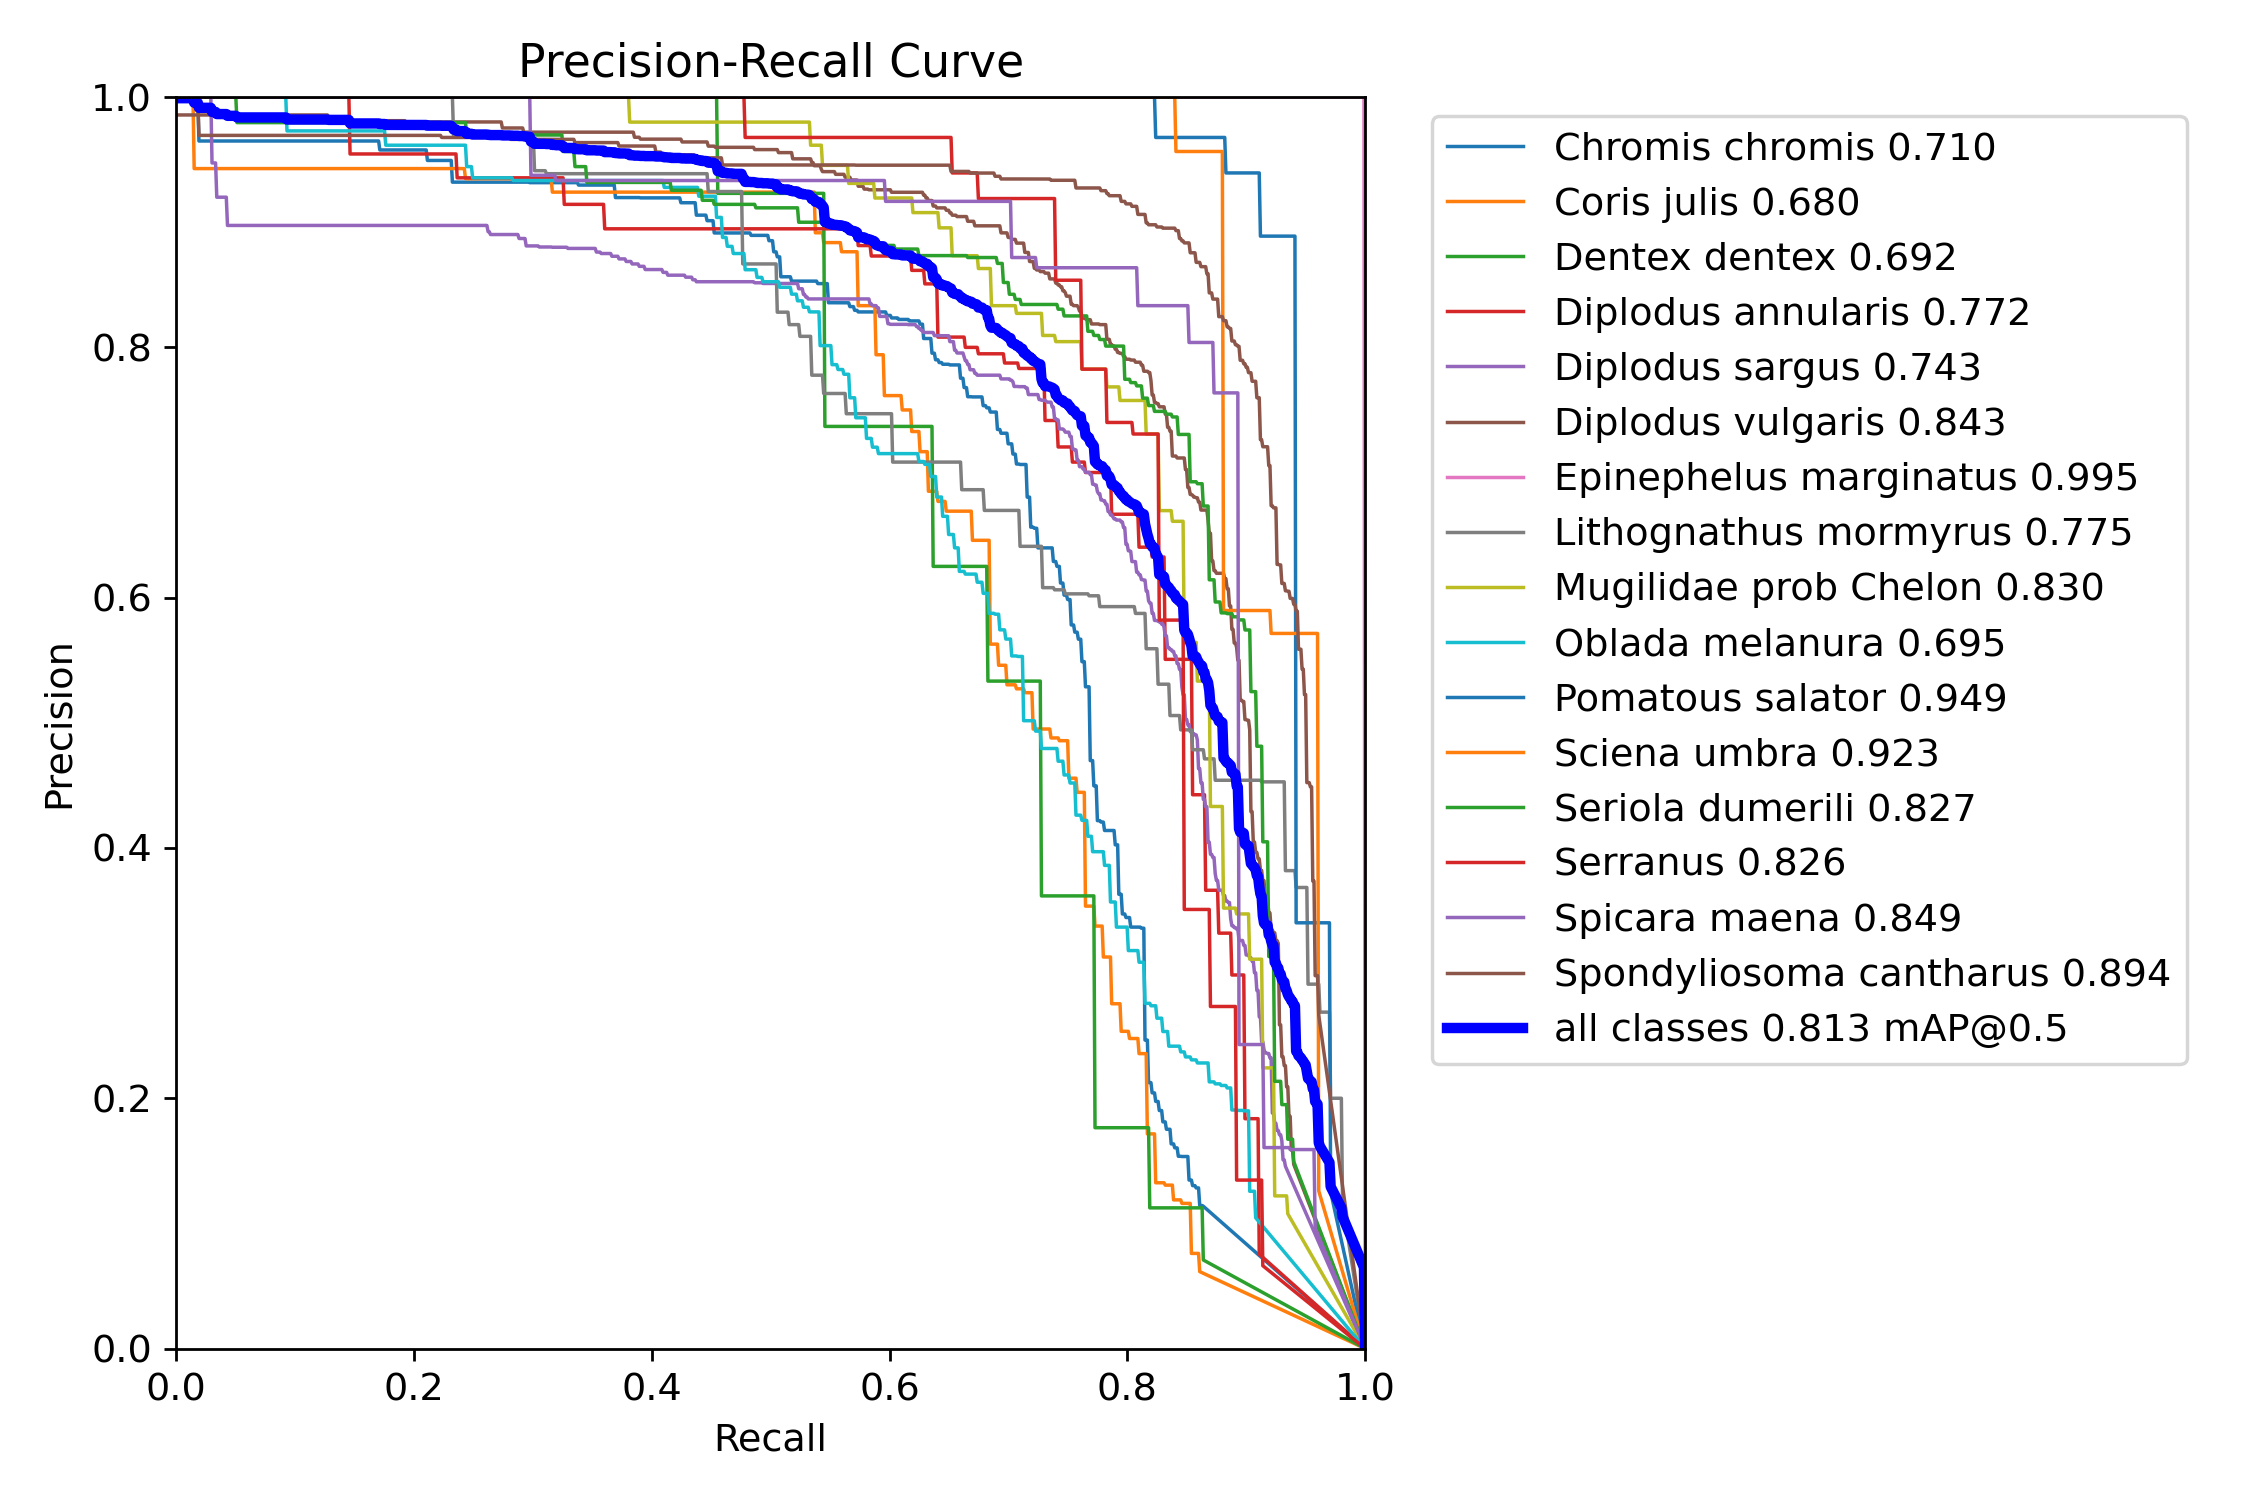 Precision-Recall Curve
1.0
0.8
0.6
0.4
0.2
0.0
Precision
0.0 0.2 0.4 0.6 0.8 1.0
Recall
Chromis chromis 0.710
Coris julis 0.680
Dentex dentex 0.692
Diplodus annularis 0.772
Diplodus sargus 0.743
Diplodus vulgaris 0.843
Epinephelus marginatus 0.995
Lithognathus mormyrus 0.775
Mugilidae prob Chelon 0.830
Oblada melanura 0.695
Pomatous salator 0.949
Sciena umbra 0.923
Seriola dumerili 0.827
Serranus 0.826
Spicara maena 0.849
Spondyliosoma cantharus 0.894
all classes 0.813 mAP@0.5